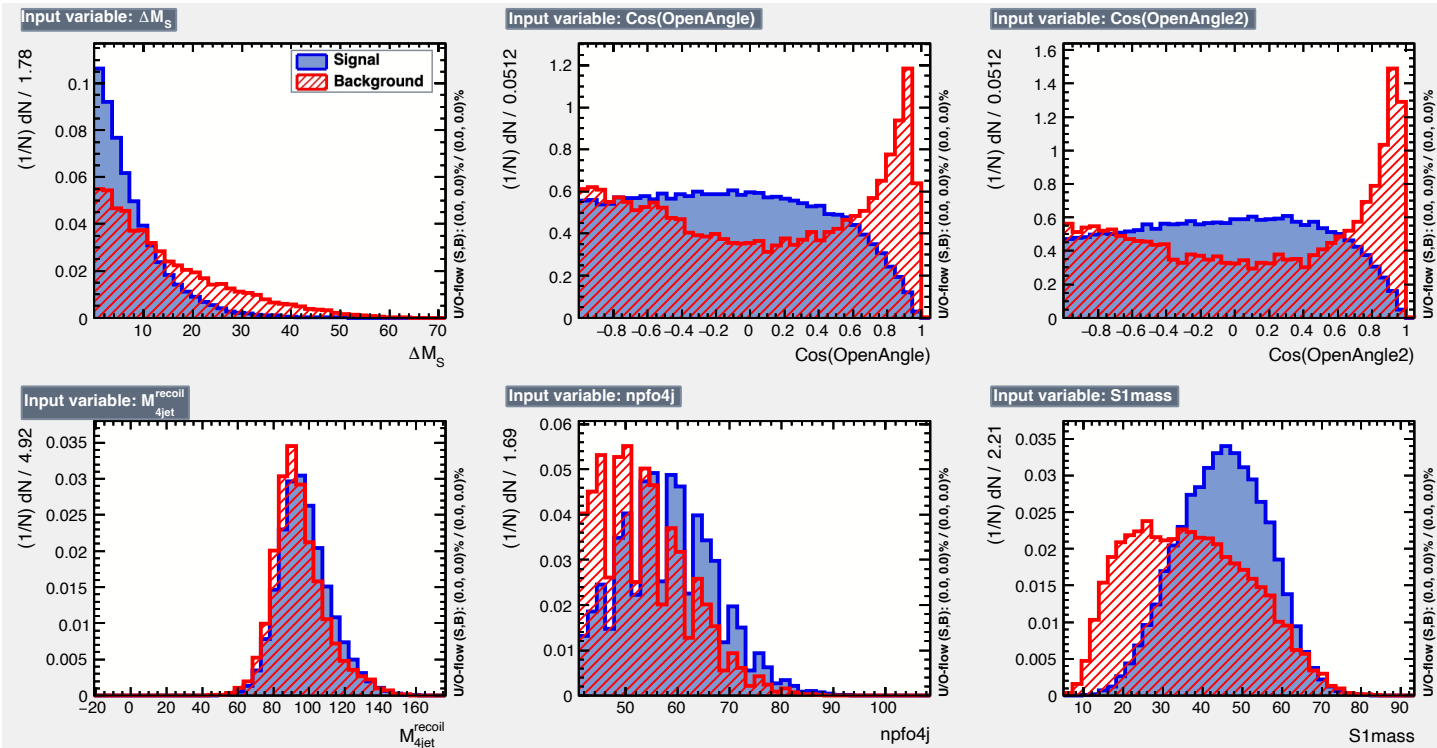 Input variable: ΔM_S
(1/N) dN / 1.78
0.1
0.08
0.06
0.04
0.02
0
10 20 30 40 50 60 70
ΔM_S
Signal
Background
U/O-flow (S,B): (0.0, 0.0)% / (0.0, 0.0)%
Input variable: Cos(OpenAngle)
(1/N) dN / 0.0512
1.2
1
0.8
0.6
0.4
0.2
0
−0.8 −0.6 −0.4 −0.2 0 0.2 0.4 0.6 0.8 1
Cos(OpenAngle)
U/O-flow (S,B): (0.0, 0.0)% / (0.0, 0.0)%
Input variable: Cos(OpenAngle2)
(1/N) dN / 0.0512
1.6
1.4
1.2
1
0.8
0.6
0.4
0.2
0
−0.8 −0.6 −0.4 −0.2 0 0.2 0.4 0.6 0.8 1
Cos(OpenAngle2)
U/O-flow (S,B): (0.0, 0.0)% / (0.0, 0.0)%
Input variable: M_{4jet}^{recoil}
(1/N) dN / 4.92
0.035
0.03
0.025
0.02
0.015
0.01
0.005
0
−20 0 20 40 60 80 100 120 140 160
M_{4jet}^{recoil}
U/O-flow (S,B): (0.0, 0.0)% / (0.0, 0.0)%
Input variable: npfo4j
(1/N) dN / 1.69
0.06
0.05
0.04
0.03
0.02
0.01
0
50 60 70 80 90 100
npfo4j
U/O-flow (S,B): (0.0, 0.0)% / (0.0, 0.0)%
Input variable: S1mass
(1/N) dN / 2.21
0.035
0.03
0.025
0.02
0.015
0.01
0.005
0
10 20 30 40 50 60 70 80 90
S1mass
U/O-flow (S,B): (0.0, 0.0)% / (0.0, 0.0)%